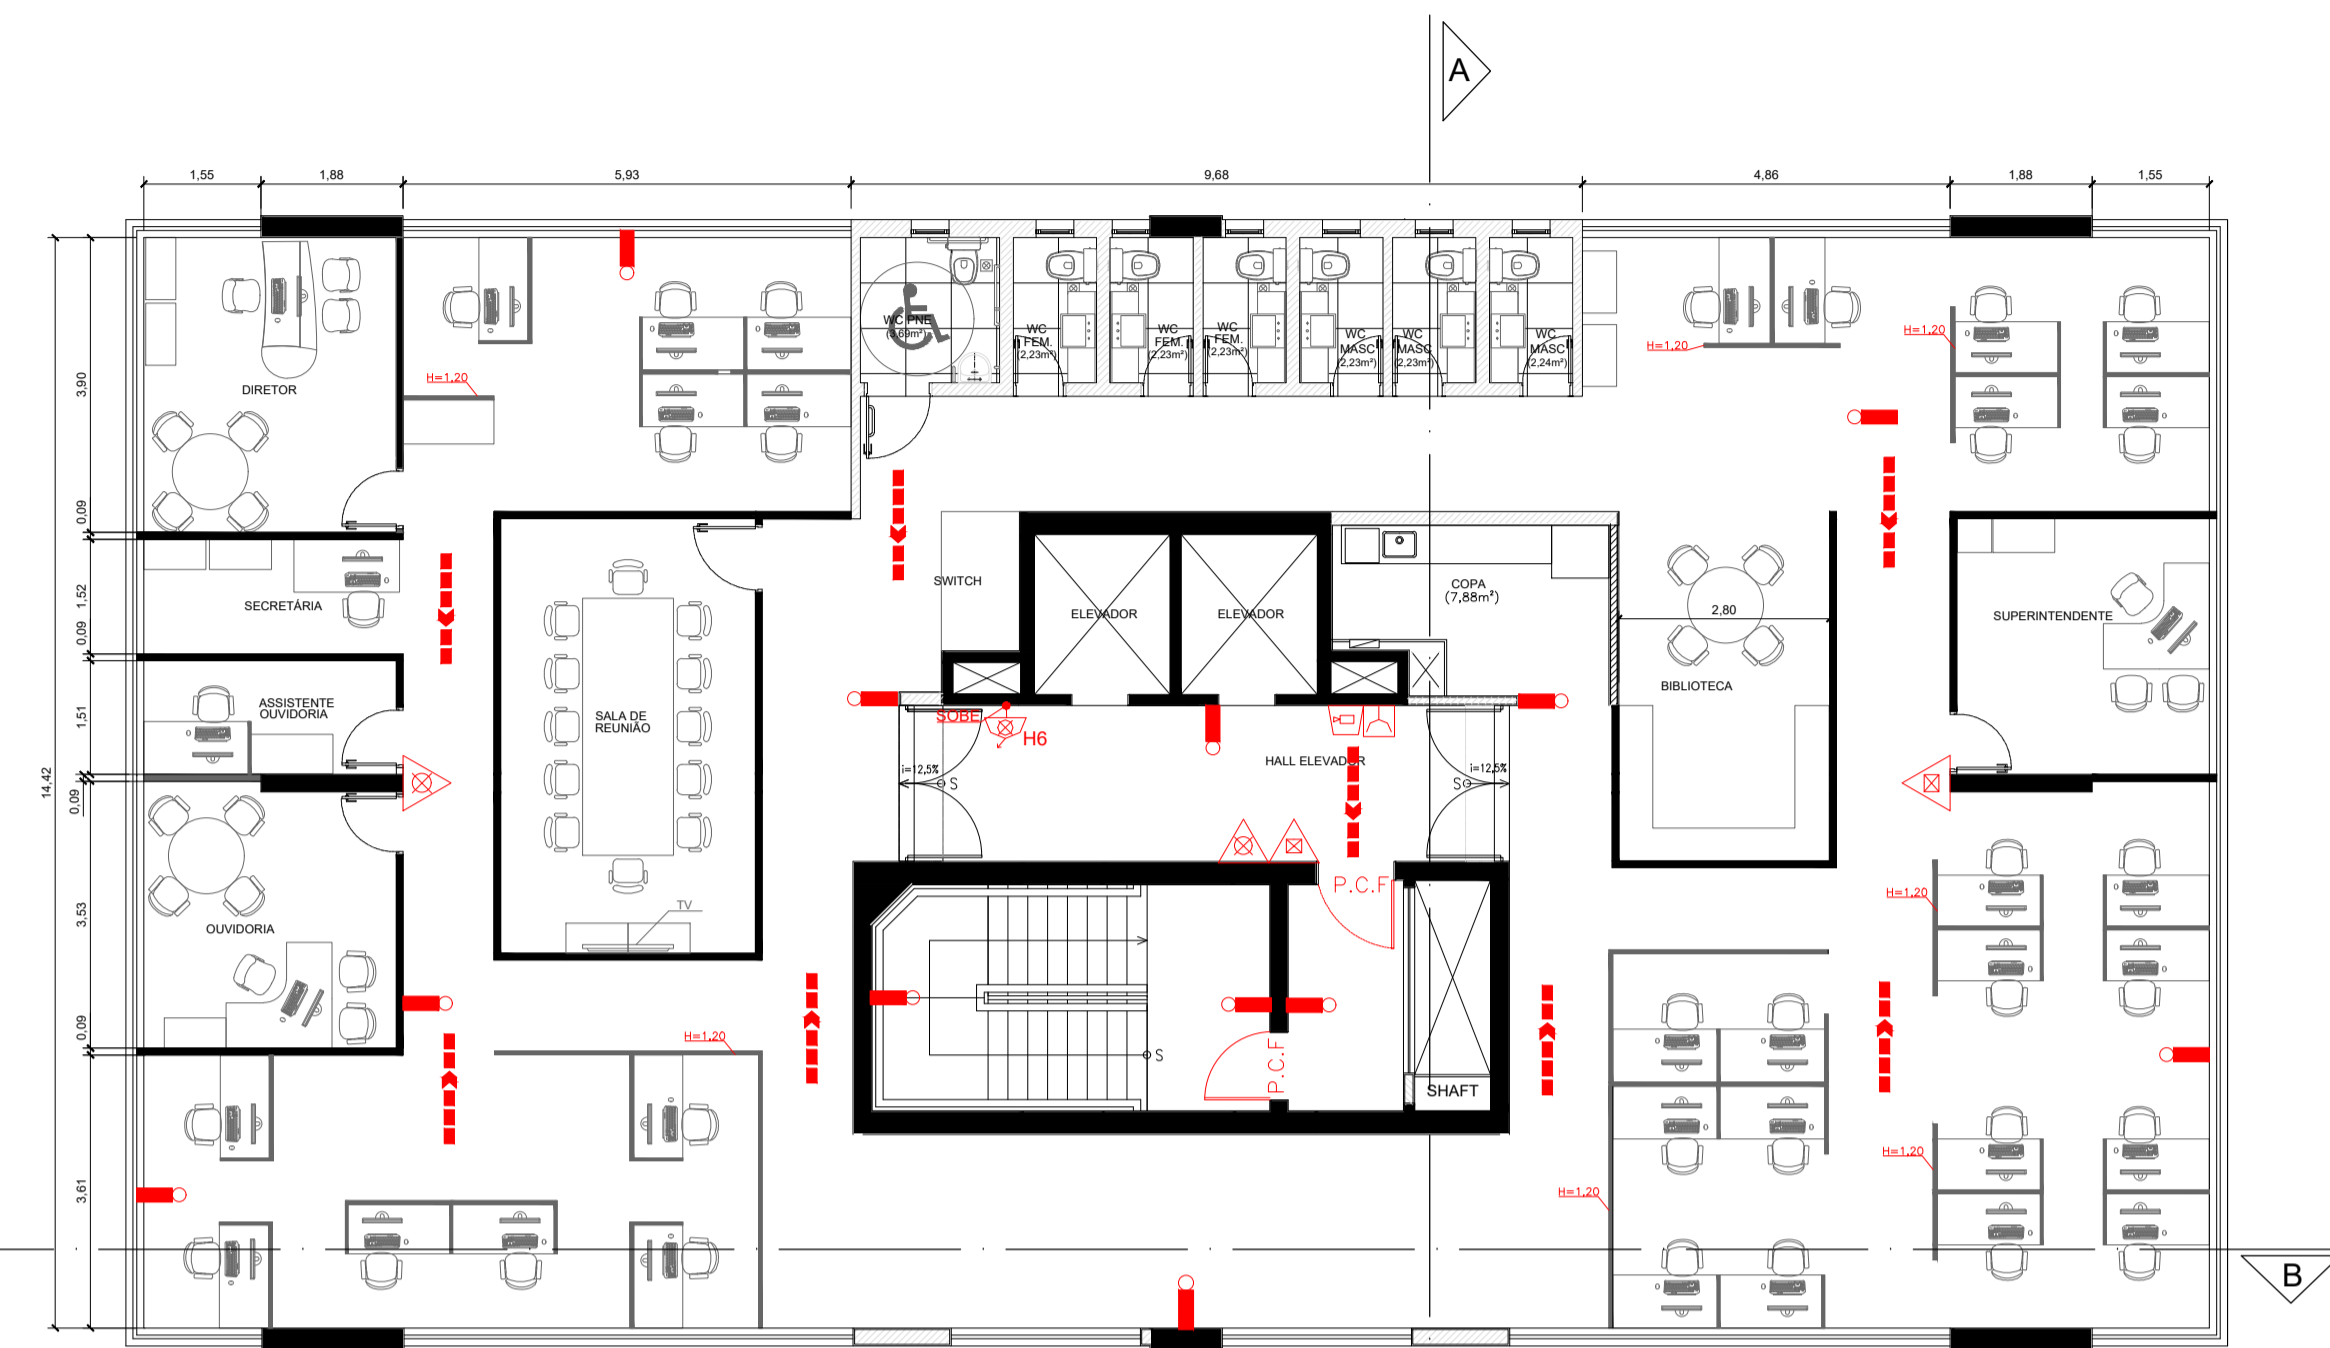 A
1,55
1,88
5,93
9,68
4,86
1,88
1,55
14,42
3,90
0,09
1,52
0,09
1,51
0,09
3,53
0,09
3,61
DIRETOR
H=1,20
WC PNE
(3,69m²)
WC
FEM.
(2,23m²)
WC
FEM.
(2,23m²)
WC
FEM.
(2,23m²)
WC
MASC
(2,23m²)
WC
MASC
(2,23m²)
WC
MASC
(2,24m²)
H=1,20
H=1,20
SECRETÁRIA
SWITCH
ELEVADOR
ELEVADOR
COPA
(7,88m²)
2,80
BIBLIOTECA
SUPERINTENDENTE
ASSISTENTE
OUVIDORIA
SALA DE
REUNIÃO
SOBE
H6
HALL ELEVADOR
i=12,5%
S
S
i=12,5%
P.C.F
TV
OUVIDORIA
H=1,20
H=1,20
S
P.C.F
SHAFT
H=1,20
H=1,20
B